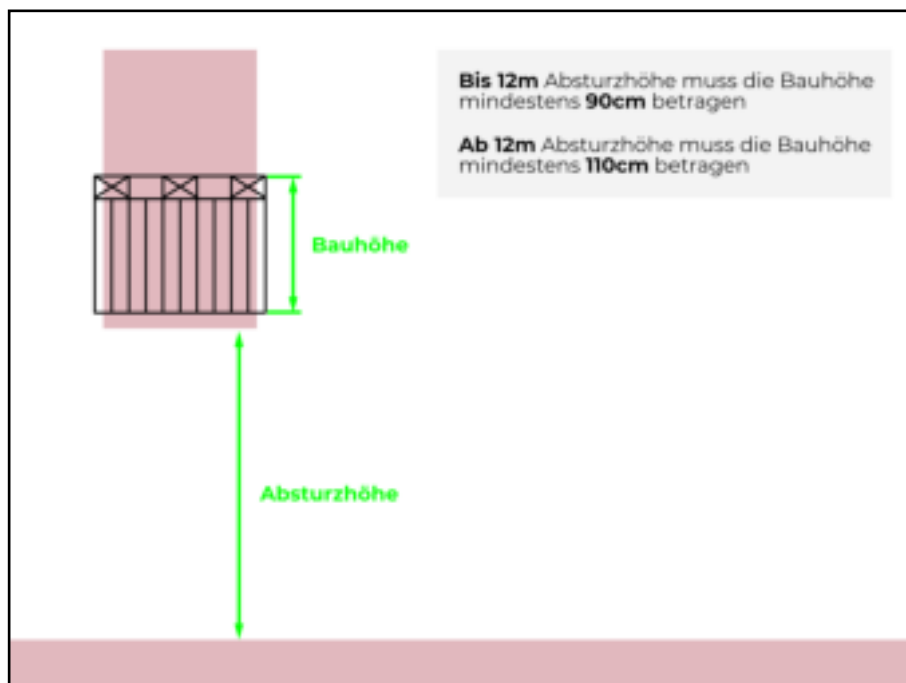 Bis 12m Absturzhöhe muss die Bauhöhe
mindestens 90cm betragen
Ab 12m Absturzhöhe muss die Bauhöhe
mindestens 110cm betragen
Bauhöhe
Absturzhöhe